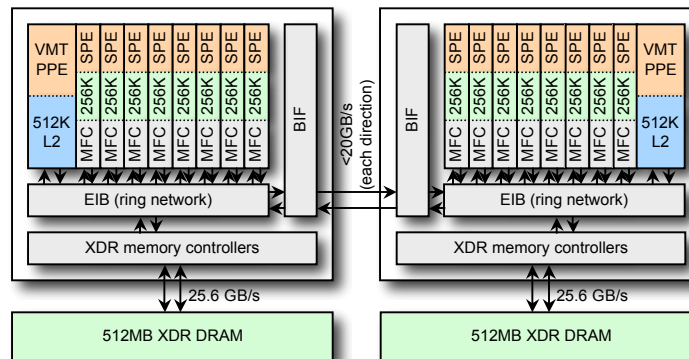 VMT
PPE
512K
L2
SPE SPE SPE SPE SPE SPE SPE SPE
256K 256K 256K 256K 256K 256K 256K 256K
MFC MFC MFC MFC MFC MFC MFC MFC
BIF
EIB (ring network)
XDR memory controllers
25.6 GB/s
512MB XDR DRAM
<20GB/s
(each direction)
BIF
SPE SPE SPE SPE SPE SPE SPE SPE
256K 256K 256K 256K 256K 256K 256K 256K
MFC MFC MFC MFC MFC MFC MFC MFC
VMT
PPE
512K
L2
EIB (ring network)
XDR memory controllers
25.6 GB/s
512MB XDR DRAM